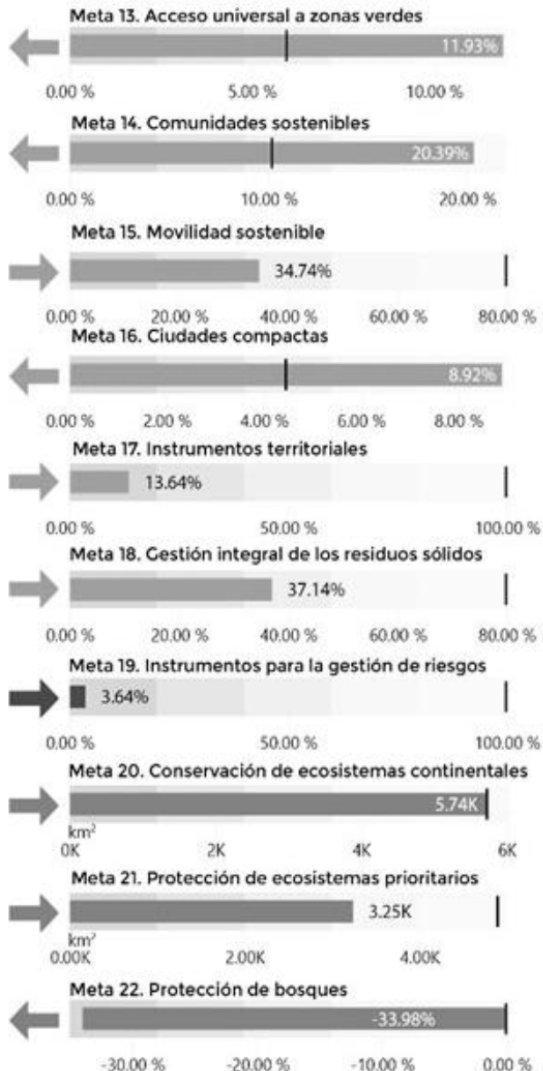 Meta 13. Acceso universal a zonas verdes
11.93%
0.00 % 5.00 % 10.00 %
Meta 14. Comunidades sostenibles
20.39%
0.00 % 10.00 % 20.00 %
Meta 15. Movilidad sostenible
34.74%
0.00 % 20.00 % 40.00 % 60.00 % 80.00 %
Meta 16. Ciudades compactas
8.92%
0.00 % 2.00 % 4.00 % 6.00 % 8.00 %
Meta 17. Instrumentos territoriales
13.64%
0.00 % 50.00 % 100.00 %
Meta 18. Gestión integral de los residuos sólidos
37.14%
0.00 % 20.00 % 40.00 % 60.00 % 80.00 %
Meta 19. Instrumentos para la gestión de riesgos
3.64%
0.00 % 50.00 % 100.00 %
Meta 20. Conservación de ecosistemas continentales
5.74K
km²
0K 2K 4K 6K
Meta 21. Protección de ecosistemas prioritarios
3.25K
km²
0.00K 2.00K 4.00K
Meta 22. Protección de bosques
-33.98%
-30.00 % -20.00 % -10.00 % 0.00 %